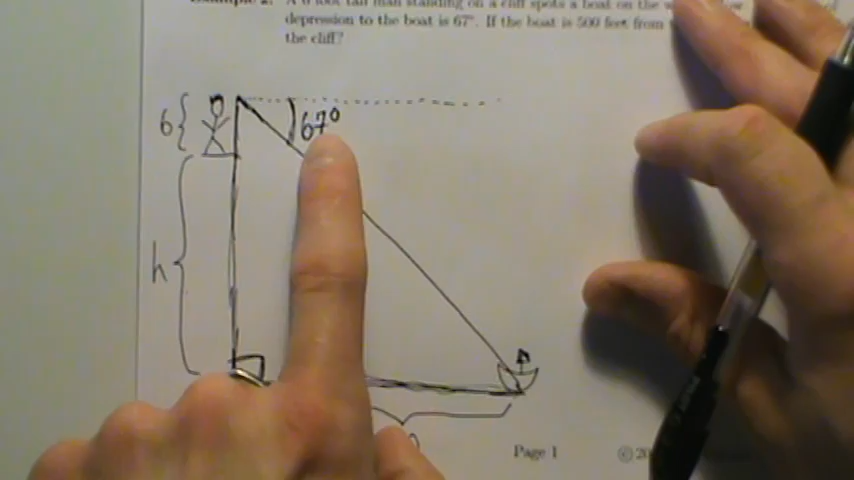 Example 2. A 6 foot tall man standing on a cliff spots a boat on the
depression to the boat is 67°. If the boat is 500 feet from
the cliff?
6
67°
h
Page 1
© 20